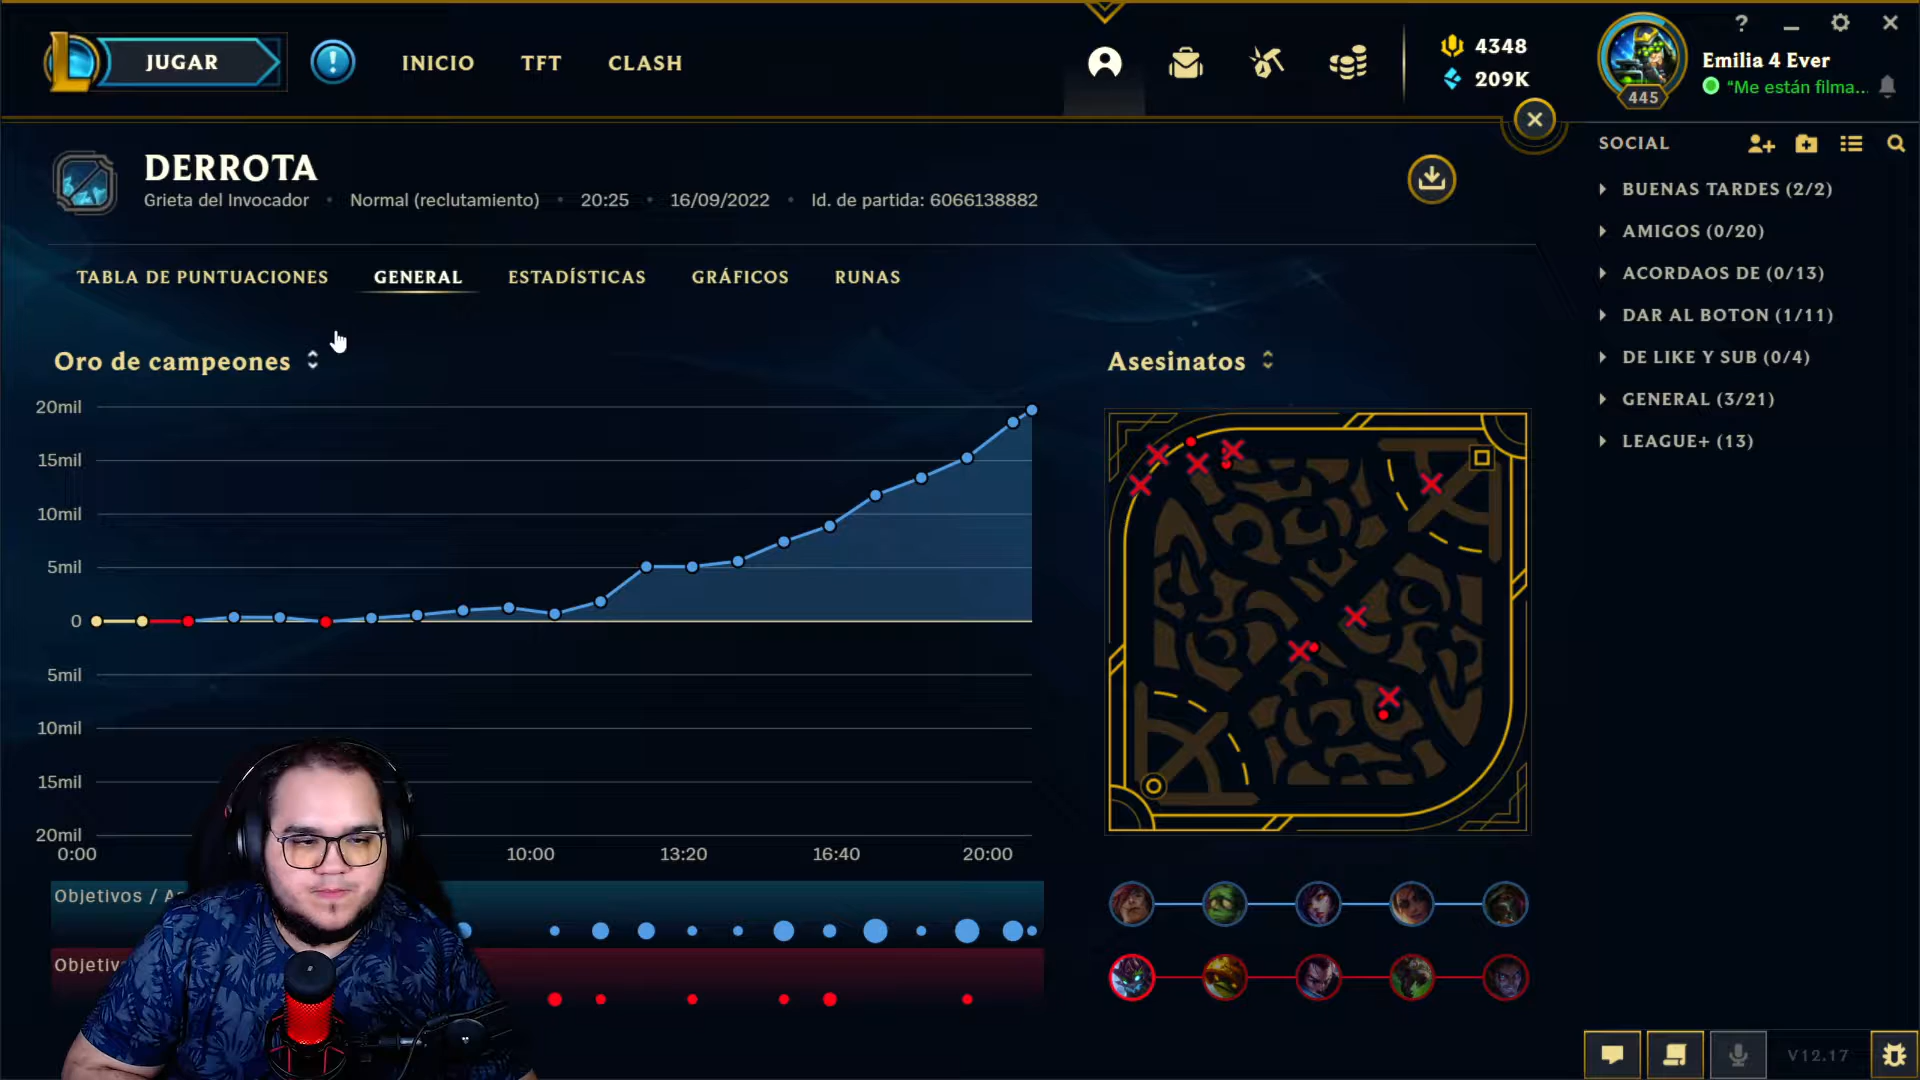 JUGAR
INICIO
TFT
CLASH
4348
209K
445
?
Emilia 4 Ever
“Me están filma...
DERROTA
Grieta del Invocador • Normal (reclutamiento) • 20:25 • 16/09/2022 • Id. de partida: 6066138882
TABLA DE PUNTUACIONES
GENERAL
ESTADÍSTICAS
GRÁFICOS
RUNAS
Oro de campeones
20mil
15mil
10mil
5mil
0
5mil
10mil
15mil
20mil
0:00
10:00
13:20
16:40
20:00
Objetivos /
Objetiv
Asesinatos
SOCIAL
BUENAS TARDES (2/2)
AMIGOS (0/20)
ACORDAOS DE (0/13)
DAR AL BOTON (1/11)
DE LIKE Y SUB (0/4)
GENERAL (3/21)
LEAGUE+ (13)
V12.17